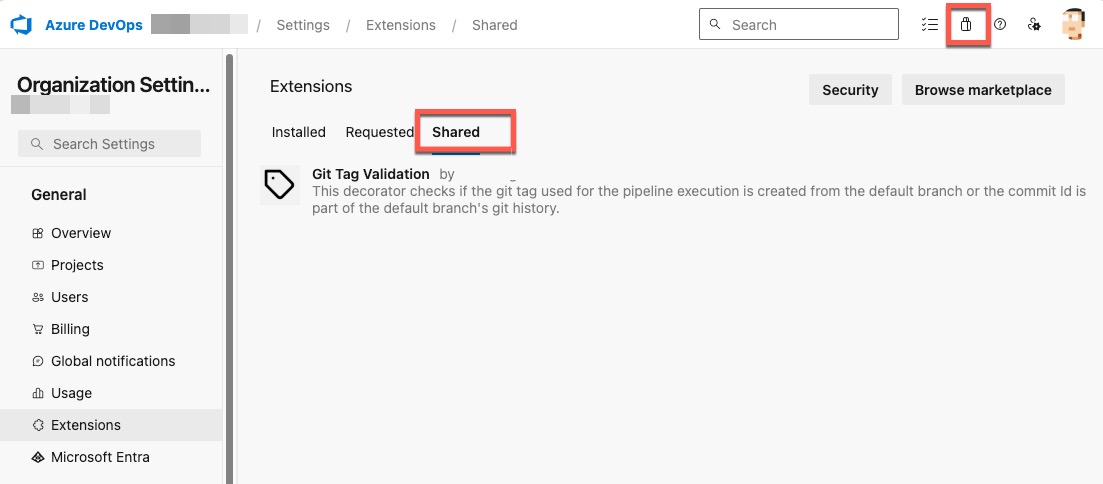 Azure DevOps / Settings / Extensions / Shared
Search
Organization Settin...
Search Settings
General
Overview
Projects
Users
Billing
Global notifications
Usage
Extensions
Microsoft Entra
Extensions
Security
Browse marketplace
Installed Requested Shared
Git Tag Validation by
This decorator checks if the git tag used for the pipeline execution is created from the default branch or the commit Id is
part of the default branch's git history.